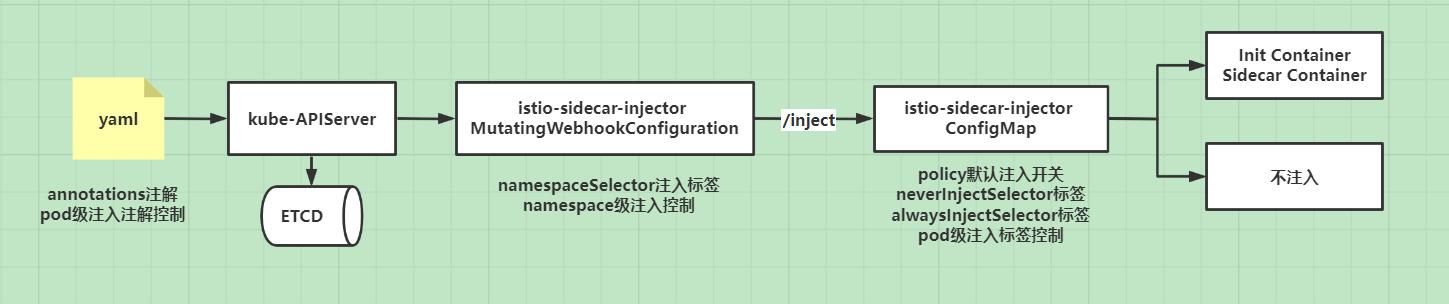 yaml
annotations注解
pod级注入注解控制
kube-APIServer
ETCD
istio-sidecar-injector
MutatingWebhookConfiguration
namespaceSelector注入标签
namespace级注入控制
/inject
istio-sidecar-injector
ConfigMap
policy默认注入开关
neverInjectSelector标签
alwaysInjectSelector标签
pod级注入标签控制
Init Container
Sidecar Container
不注入